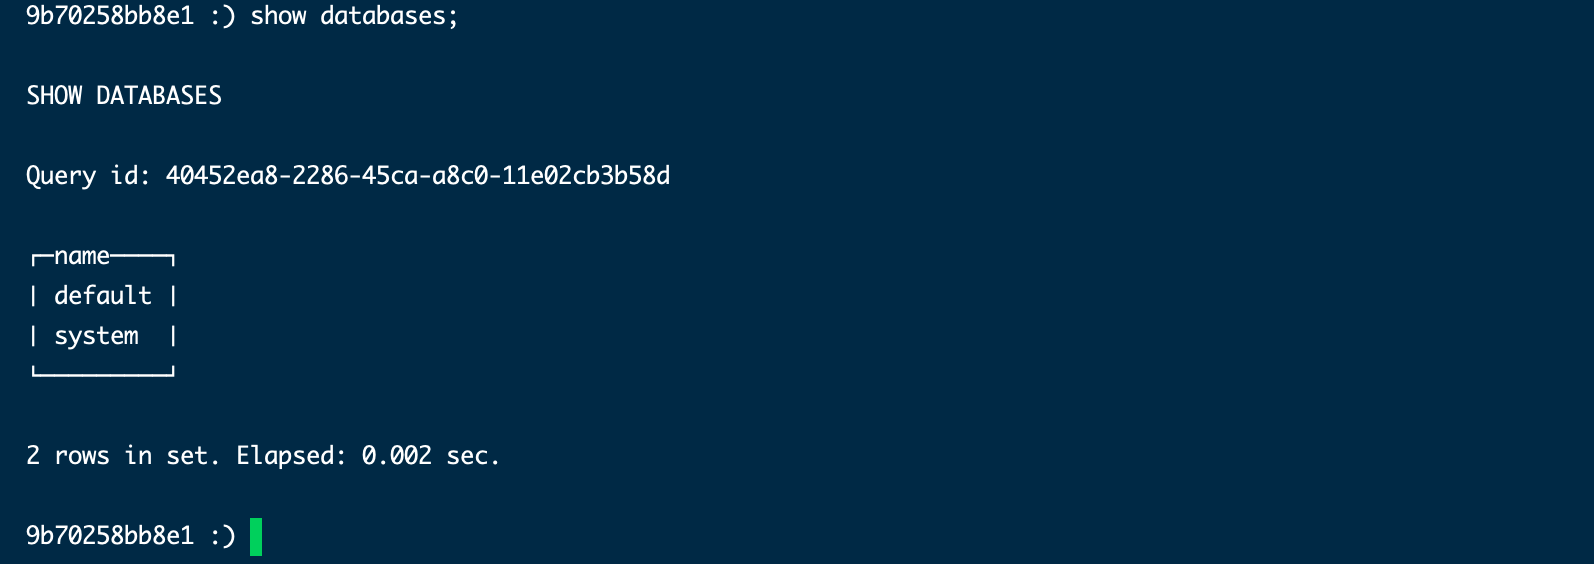 9b70258bb8e1 :) show databases;
SHOW DATABASES
Query id: 40452ea8-2286-45ca-a8c0-11e02cb3b58d
┌─name────┐
│ default │
│ system  │
└─────────┘
2 rows in set. Elapsed: 0.002 sec.
9b70258bb8e1 :)